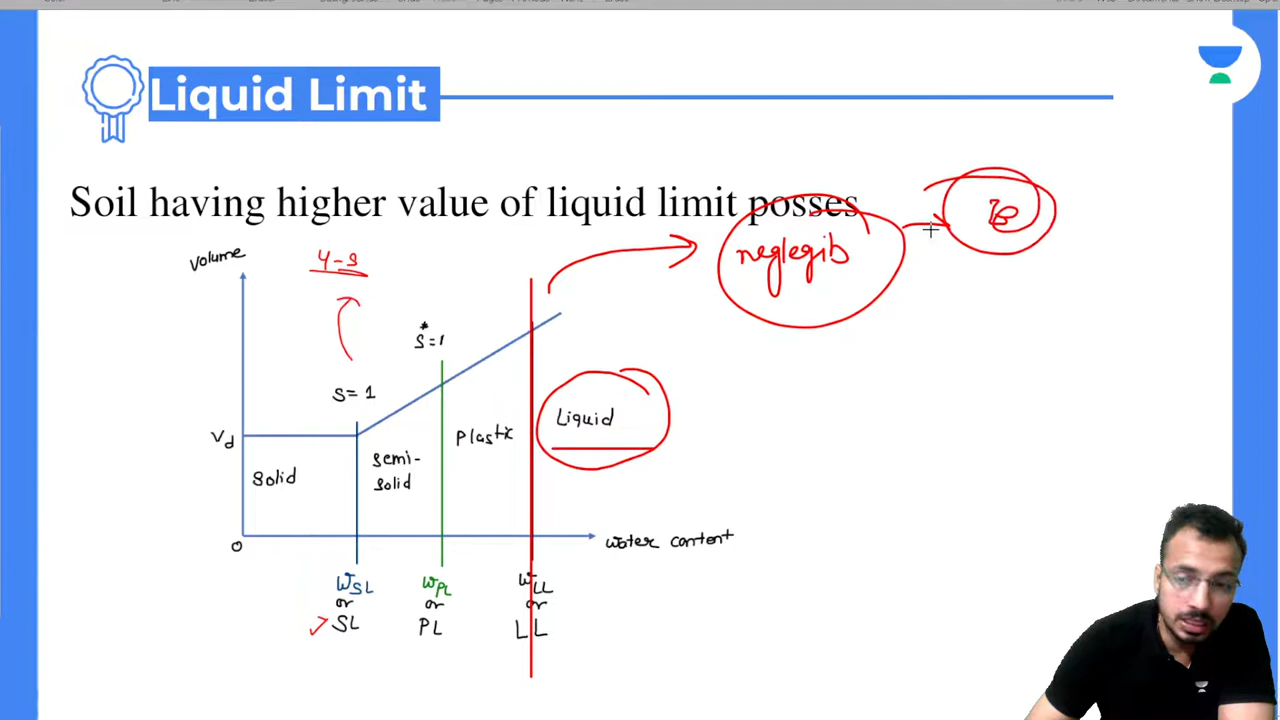 Liquid Limit
Soil having higher value of liquid limit posses
neglegib
Volume
4-S
S=1
S=1
Vd
Solid
Semi-
solid
Plastic
Liquid
0
Water content
WSL
or
SL
WPL
or
PL
WLL
or
LL